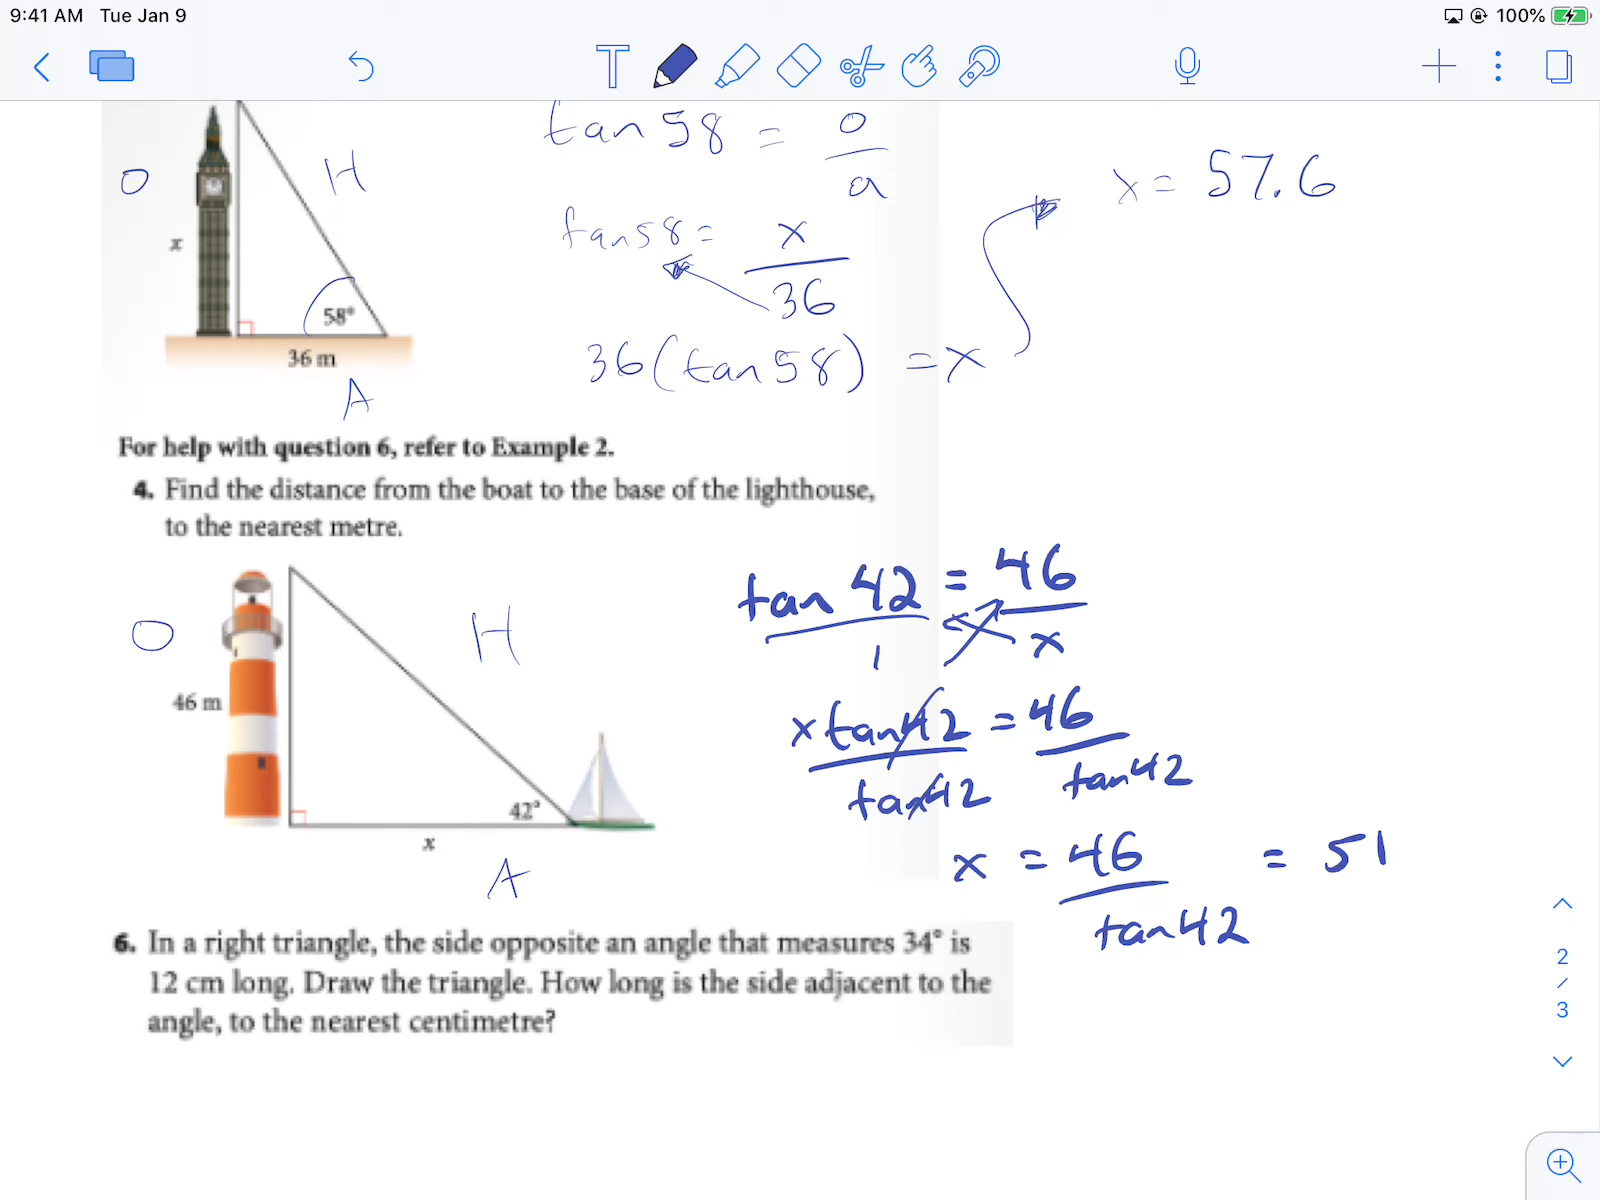 9:41 AM Tue Jan 9
100%
T
tan 58 = o/a
x = 57.6
O
H
x
tan 58 = x/36
58°
36 m
36(tan 58) = x
A
For help with question 6, refer to Example 2.
4. Find the distance from the boat to the base of the lighthouse,
to the nearest metre.
tan 42/1 = 46/x
O
H
46 m
x tan 42/tan 42 = 46/tan 42
42°
x
x = 46/tan 42 = 51
A
6. In a right triangle, the side opposite an angle that measures 34° is
12 cm long. Draw the triangle. How long is the side adjacent to the
angle, to the nearest centimetre?
2
/
3